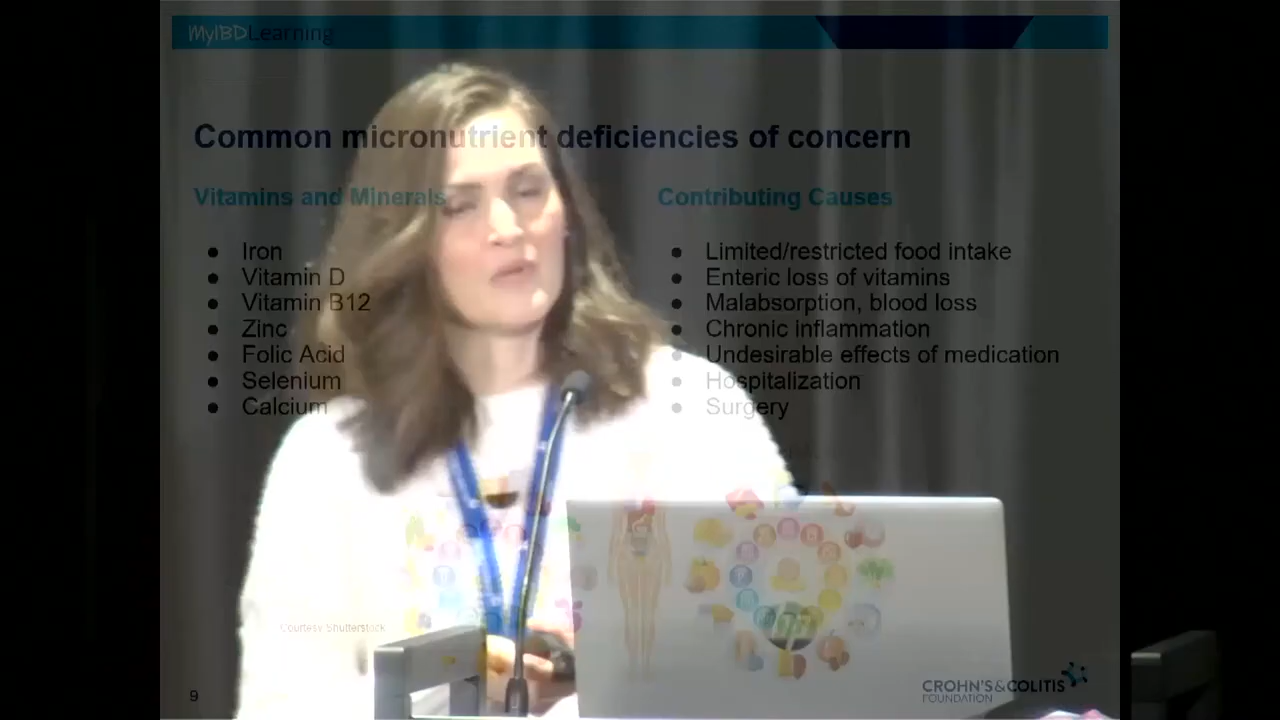 MyIBDLearning
Common micronutrient deficiencies of concern
Vitamins and Minerals
Iron
Vitamin D
Vitamin B12
Zinc
Folic Acid
Selenium
Calcium
Contributing Causes
Limited/restricted food intake
Enteric loss of vitamins
Malabsorption, blood loss
Chronic inflammation
Undesirable effects of medication
Hospitalization
Surgery
Courtesy Shutterstock
9
hp
CROHN'S&COLITIS
FOUNDATION